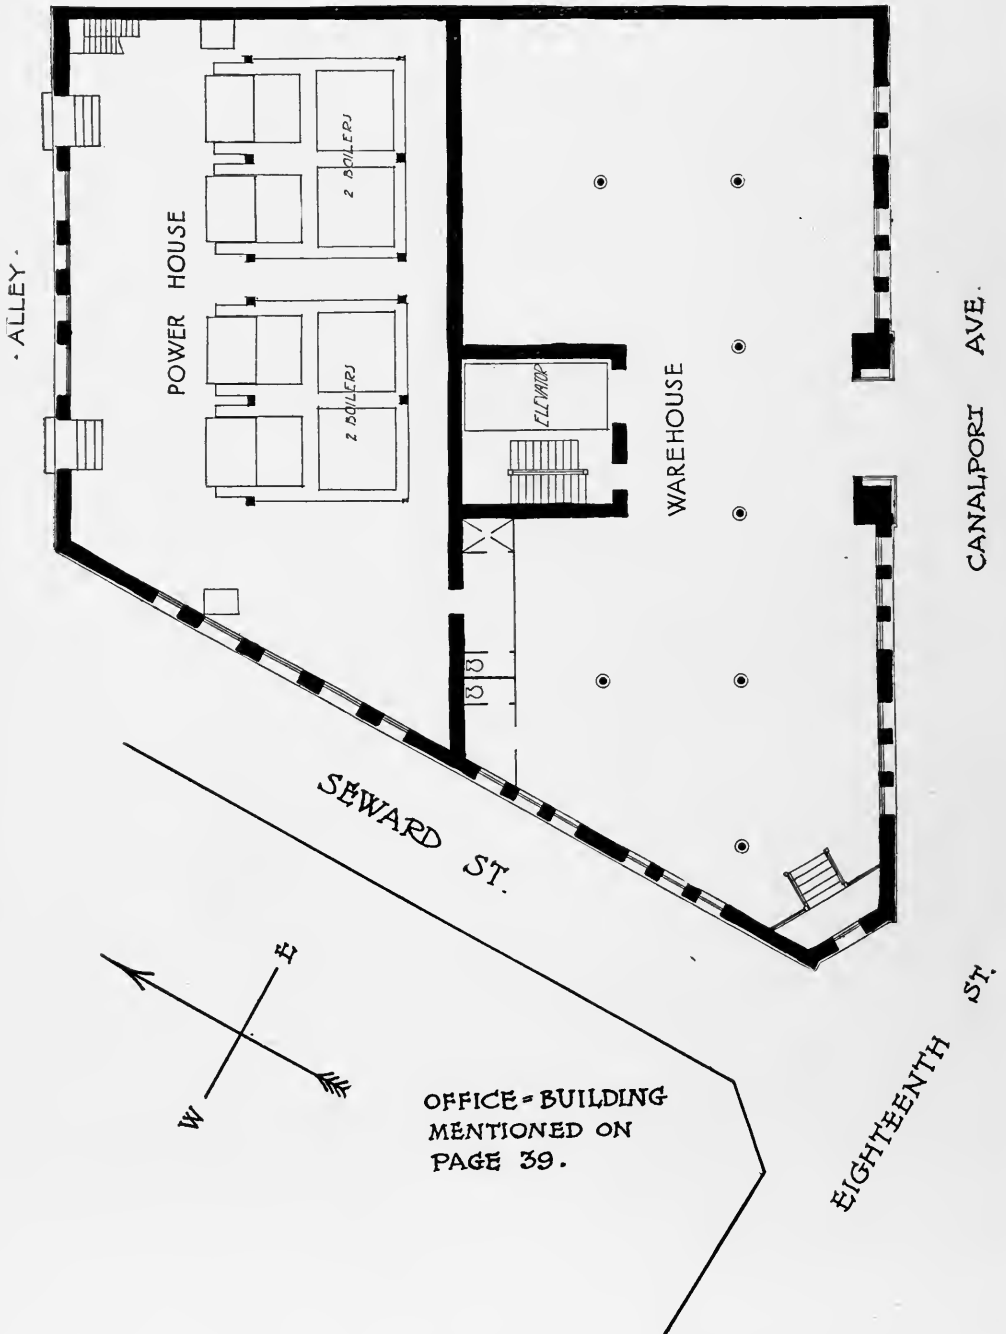 · ALLEY ·
POWER HOUSE
2 BOILERS
2 BOILERS
ELEVATOR
WAREHOUSE
CANALPORT AVE.
SEWARD ST.
E
W
OFFICE=BUILDING
MENTIONED ON
PAGE 39.
EIGHTEENTH ST.